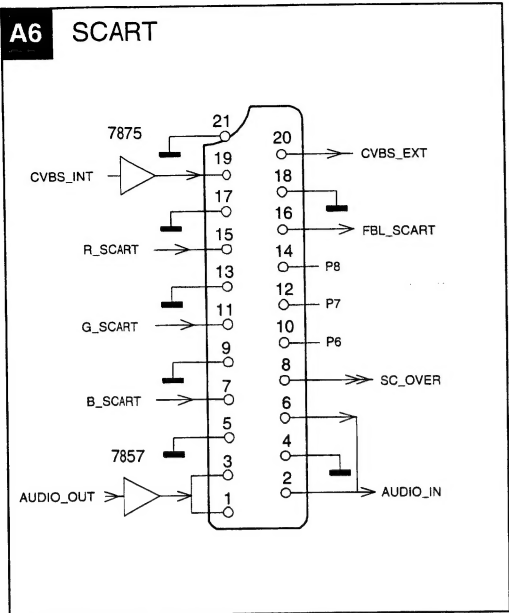 A6 SCART
7875
21
20
CVBS_EXT
CVBS_INT
19
18
17
16
FBL_SCART
R_SCART
15
14
P8
13
12
P7
G_SCART
11
10
P6
9
8
SC_OVER
B_SCART
7
6
5
4
7857
3
2
AUDIO_IN
AUDIO_OUT
1